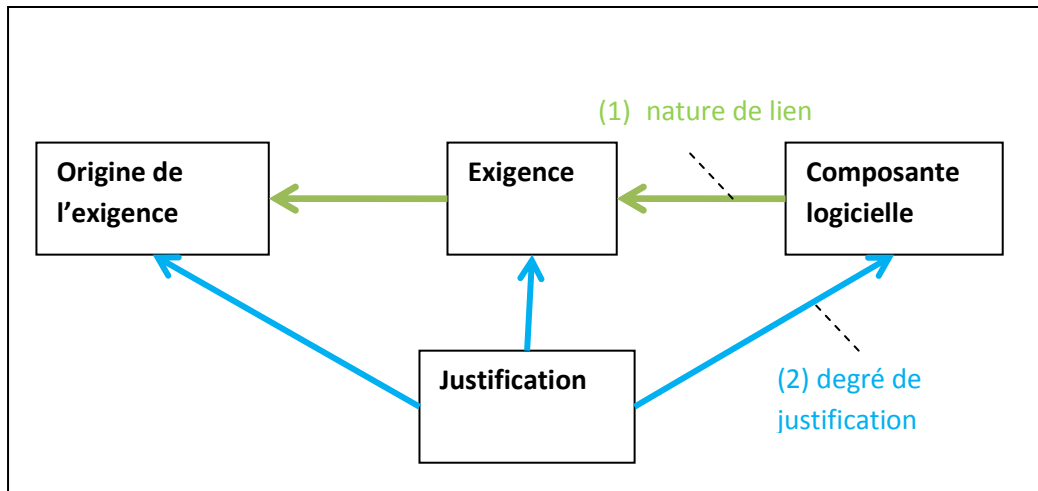 (1) nature de lien
Origine de
l’exigence
Exigence
Composante
logicielle
Justification
(2) degré de
justification